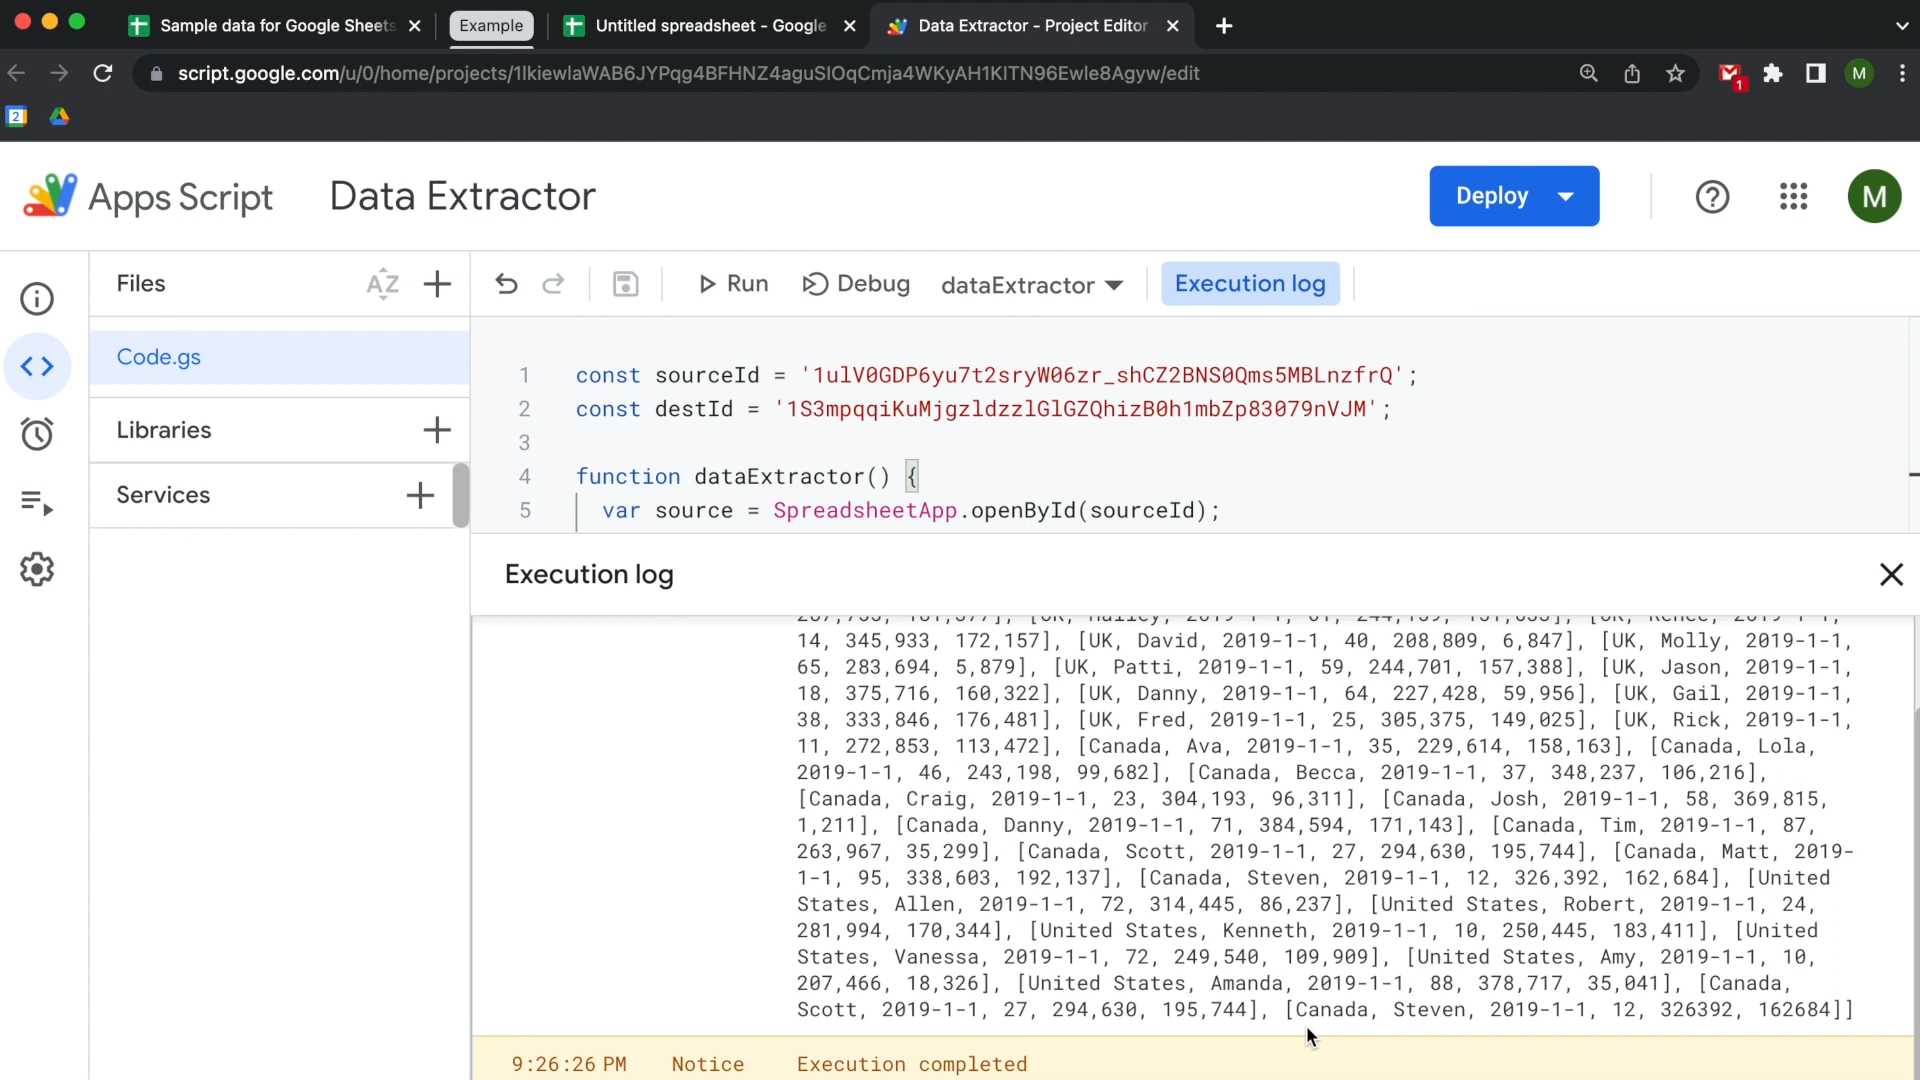 Sample data for Google Sheets
Example
Untitled spreadsheet - Google
Data Extractor - Project Editor
script.google.com/u/0/home/projects/1lkiewlaWAB6JYPqg4BFHNZ4aguSIOqCmja4WKyAH1KITN96Ewle8Agyw/edit
1
M
2
Apps Script
Data Extractor
Deploy
M
Files
AZ
Run
Debug
dataExtractor
Execution log
Code.gs
Libraries
Services
1 const sourceId = '1ulV0GDP6yu7t2sryW06zr_shCZ2BNS0Qms5MBLnzfrQ';
2 const destId = '1S3mpqqiKuMjgzldzzlGlGZQhizB0h1mbZp83079nVJM';
3
4 function dataExtractor() {
5 var source = SpreadsheetApp.openById(sourceId);
Execution log
14, 345,933, 172,157], [UK, David, 2019-1-1, 40, 208,809, 6,847], [UK, Molly, 2019-1-1,
65, 283,694, 5,879], [UK, Patti, 2019-1-1, 59, 244,701, 157,388], [UK, Jason, 2019-1-1,
18, 375,716, 160,322], [UK, Danny, 2019-1-1, 64, 227,428, 59,956], [UK, Gail, 2019-1-1,
38, 333,846, 176,481], [UK, Fred, 2019-1-1, 25, 305,375, 149,025], [UK, Rick, 2019-1-1,
11, 272,853, 113,472], [Canada, Ava, 2019-1-1, 35, 229,614, 158,163], [Canada, Lola,
2019-1-1, 46, 243,198, 99,682], [Canada, Becca, 2019-1-1, 37, 348,237, 106,216],
[Canada, Craig, 2019-1-1, 23, 304,193, 96,311], [Canada, Josh, 2019-1-1, 58, 369,815,
1,211], [Canada, Danny, 2019-1-1, 71, 384,594, 171,143], [Canada, Tim, 2019-1-1, 87,
263,967, 35,299], [Canada, Scott, 2019-1-1, 27, 294,630, 195,744], [Canada, Matt, 2019-
1-1, 95, 338,603, 192,137], [Canada, Steven, 2019-1-1, 12, 326,392, 162,684], [United
States, Allen, 2019-1-1, 72, 314,445, 86,237], [United States, Robert, 2019-1-1, 24,
281,994, 170,344], [United States, Kenneth, 2019-1-1, 10, 250,445, 183,411], [United
States, Vanessa, 2019-1-1, 72, 249,540, 109,909], [United States, Amy, 2019-1-1, 10,
207,466, 18,326], [United States, Amanda, 2019-1-1, 88, 378,717, 35,041], [Canada,
Scott, 2019-1-1, 27, 294,630, 195,744], [Canada, Steven, 2019-1-1, 12, 326392, 162684]]
9:26:26 PM Notice Execution completed